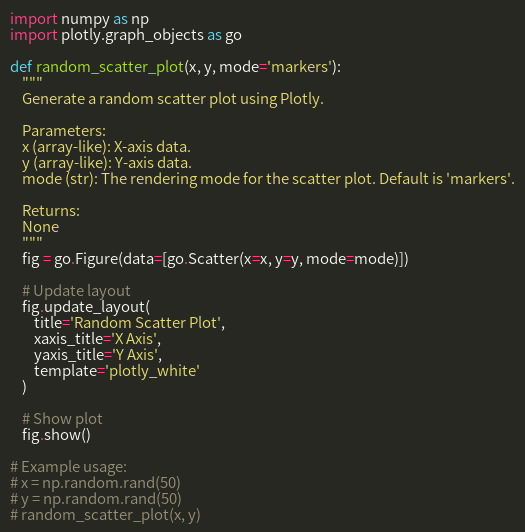 import numpy as np
import plotly.graph_objects as go

def random_scatter_plot(x, y, mode='markers'):
    """
    Generate a random scatter plot using Plotly.

    Parameters:
    x (array-like): X-axis data.
    y (array-like): Y-axis data.
    mode (str): The rendering mode for the scatter plot. Default is 'markers'.

    Returns:
    None
    """
    fig = go.Figure(data=[go.Scatter(x=x, y=y, mode=mode)])

    # Update layout
    fig.update_layout(
        title='Random Scatter Plot',
        xaxis_title='X Axis',
        yaxis_title='Y Axis',
        template='plotly_white'
    )

    # Show plot
    fig.show()

# Example usage:
# x = np.random.rand(50)
# y = np.random.rand(50)
# random_scatter_plot(x, y)